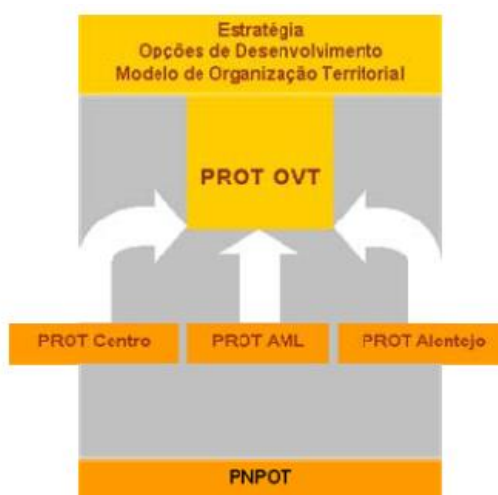 Estratégia
Opções de Desenvolvimento
Modelo de Organização Territorial
PROT OVT
PROT Centro
PROT AML
PROT Alentejo
PNPOT